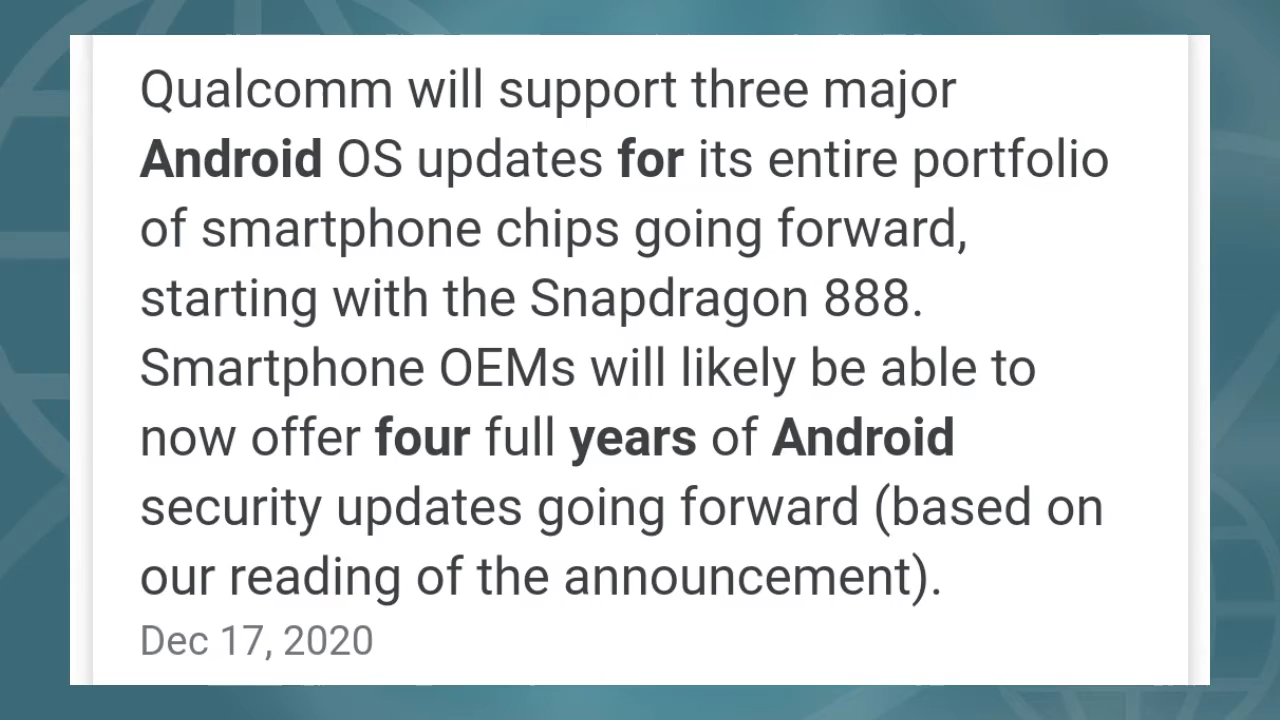 Qualcomm will support three major
Android OS updates for its entire portfolio
of smartphone chips going forward,
starting with the Snapdragon 888.
Smartphone OEMs will likely be able to
now offer four full years of Android
security updates going forward (based on
our reading of the announcement).
Dec 17, 2020